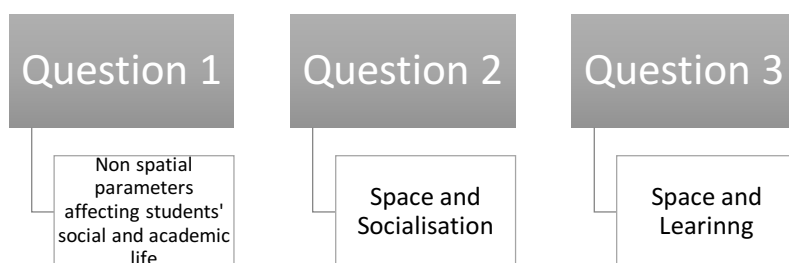 Question 1
Question 2
Question 3
Non spatial
parameters
affecting students'
social and academic
life
Space and
Socialisation
Space and
Learinng